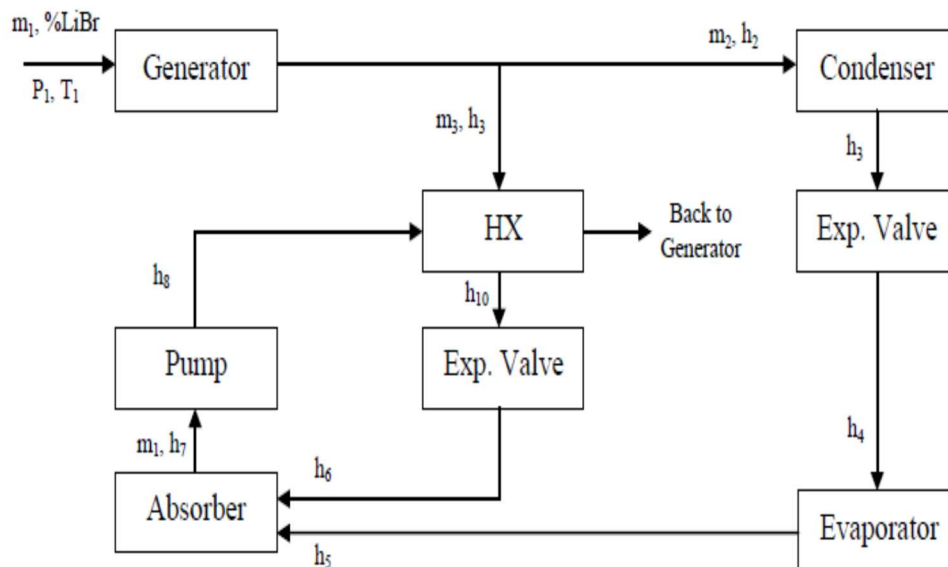 m₁, %LiBr
P₁, T₁
Generator
m₂, h₂
Condenser
m₃, h₃
h₃
HX
Back to
Generator
Exp. Valve
h₈
h₁₀
Pump
Exp. Valve
m₁, h₇
h₆
h₄
Absorber
h₅
Evaporator